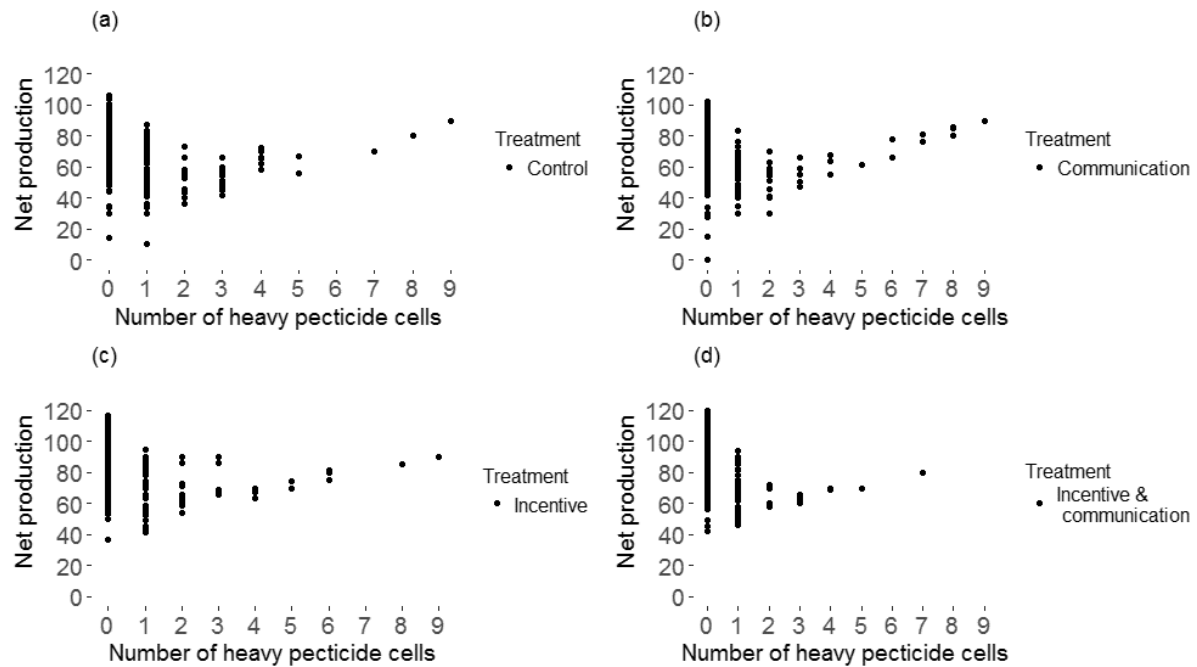 (a)
Net production
120
100
80
60
40
20
0
0 1 2 3 4 5 6 7 8 9
Number of heavy pecticide cells
Treatment
Control
(b)
Net production
120
100
80
60
40
20
0
0 1 2 3 4 5 6 7 8 9
Number of heavy pecticide cells
Treatment
Communication
(c)
Net production
120
100
80
60
40
20
0
0 1 2 3 4 5 6 7 8 9
Number of heavy pecticide cells
Treatment
Incentive
(d)
Net production
120
100
80
60
40
20
0
0 1 2 3 4 5 6 7 8 9
Number of heavy pecticide cells
Treatment
Incentive &
communication